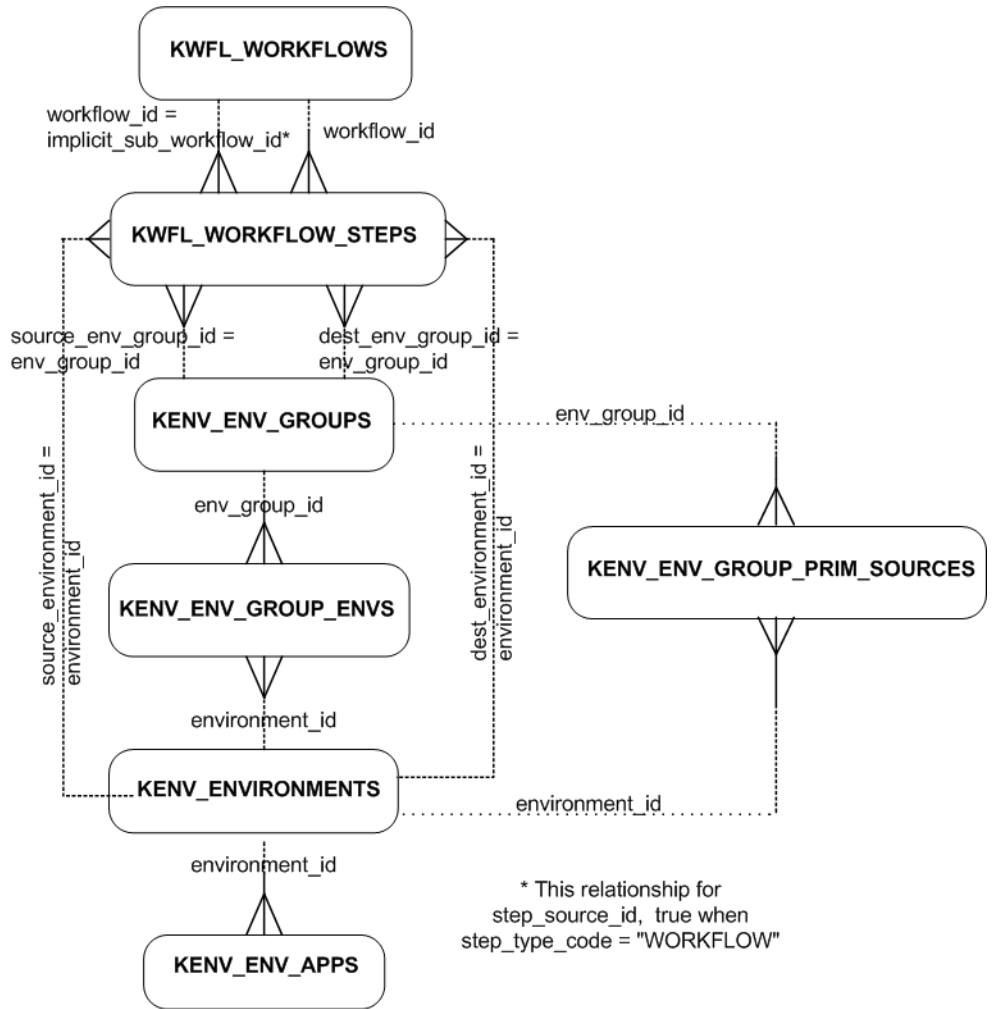 KWFL_WORKFLOWS
workflow_id =
implicit_sub_workflow_id*
workflow_id
KWFL_WORKFLOW_STEPS
source_env_group_id =
env_group_id
dest_env_group_id =
env_group_id
KENV_ENV_GROUPS
env_group_id
env_group_id
source_environment_id =
environment_id
dest_environment_id =
environment_id
KENV_ENV_GROUP_PRIM_SOURCES
KENV_ENV_GROUP_ENVS
environment_id
KENV_ENVIRONMENTS
environment_id
environment_id
* This relationship for
step_source_id, true when
step_type_code = "WORKFLOW"
KENV_ENV_APPS